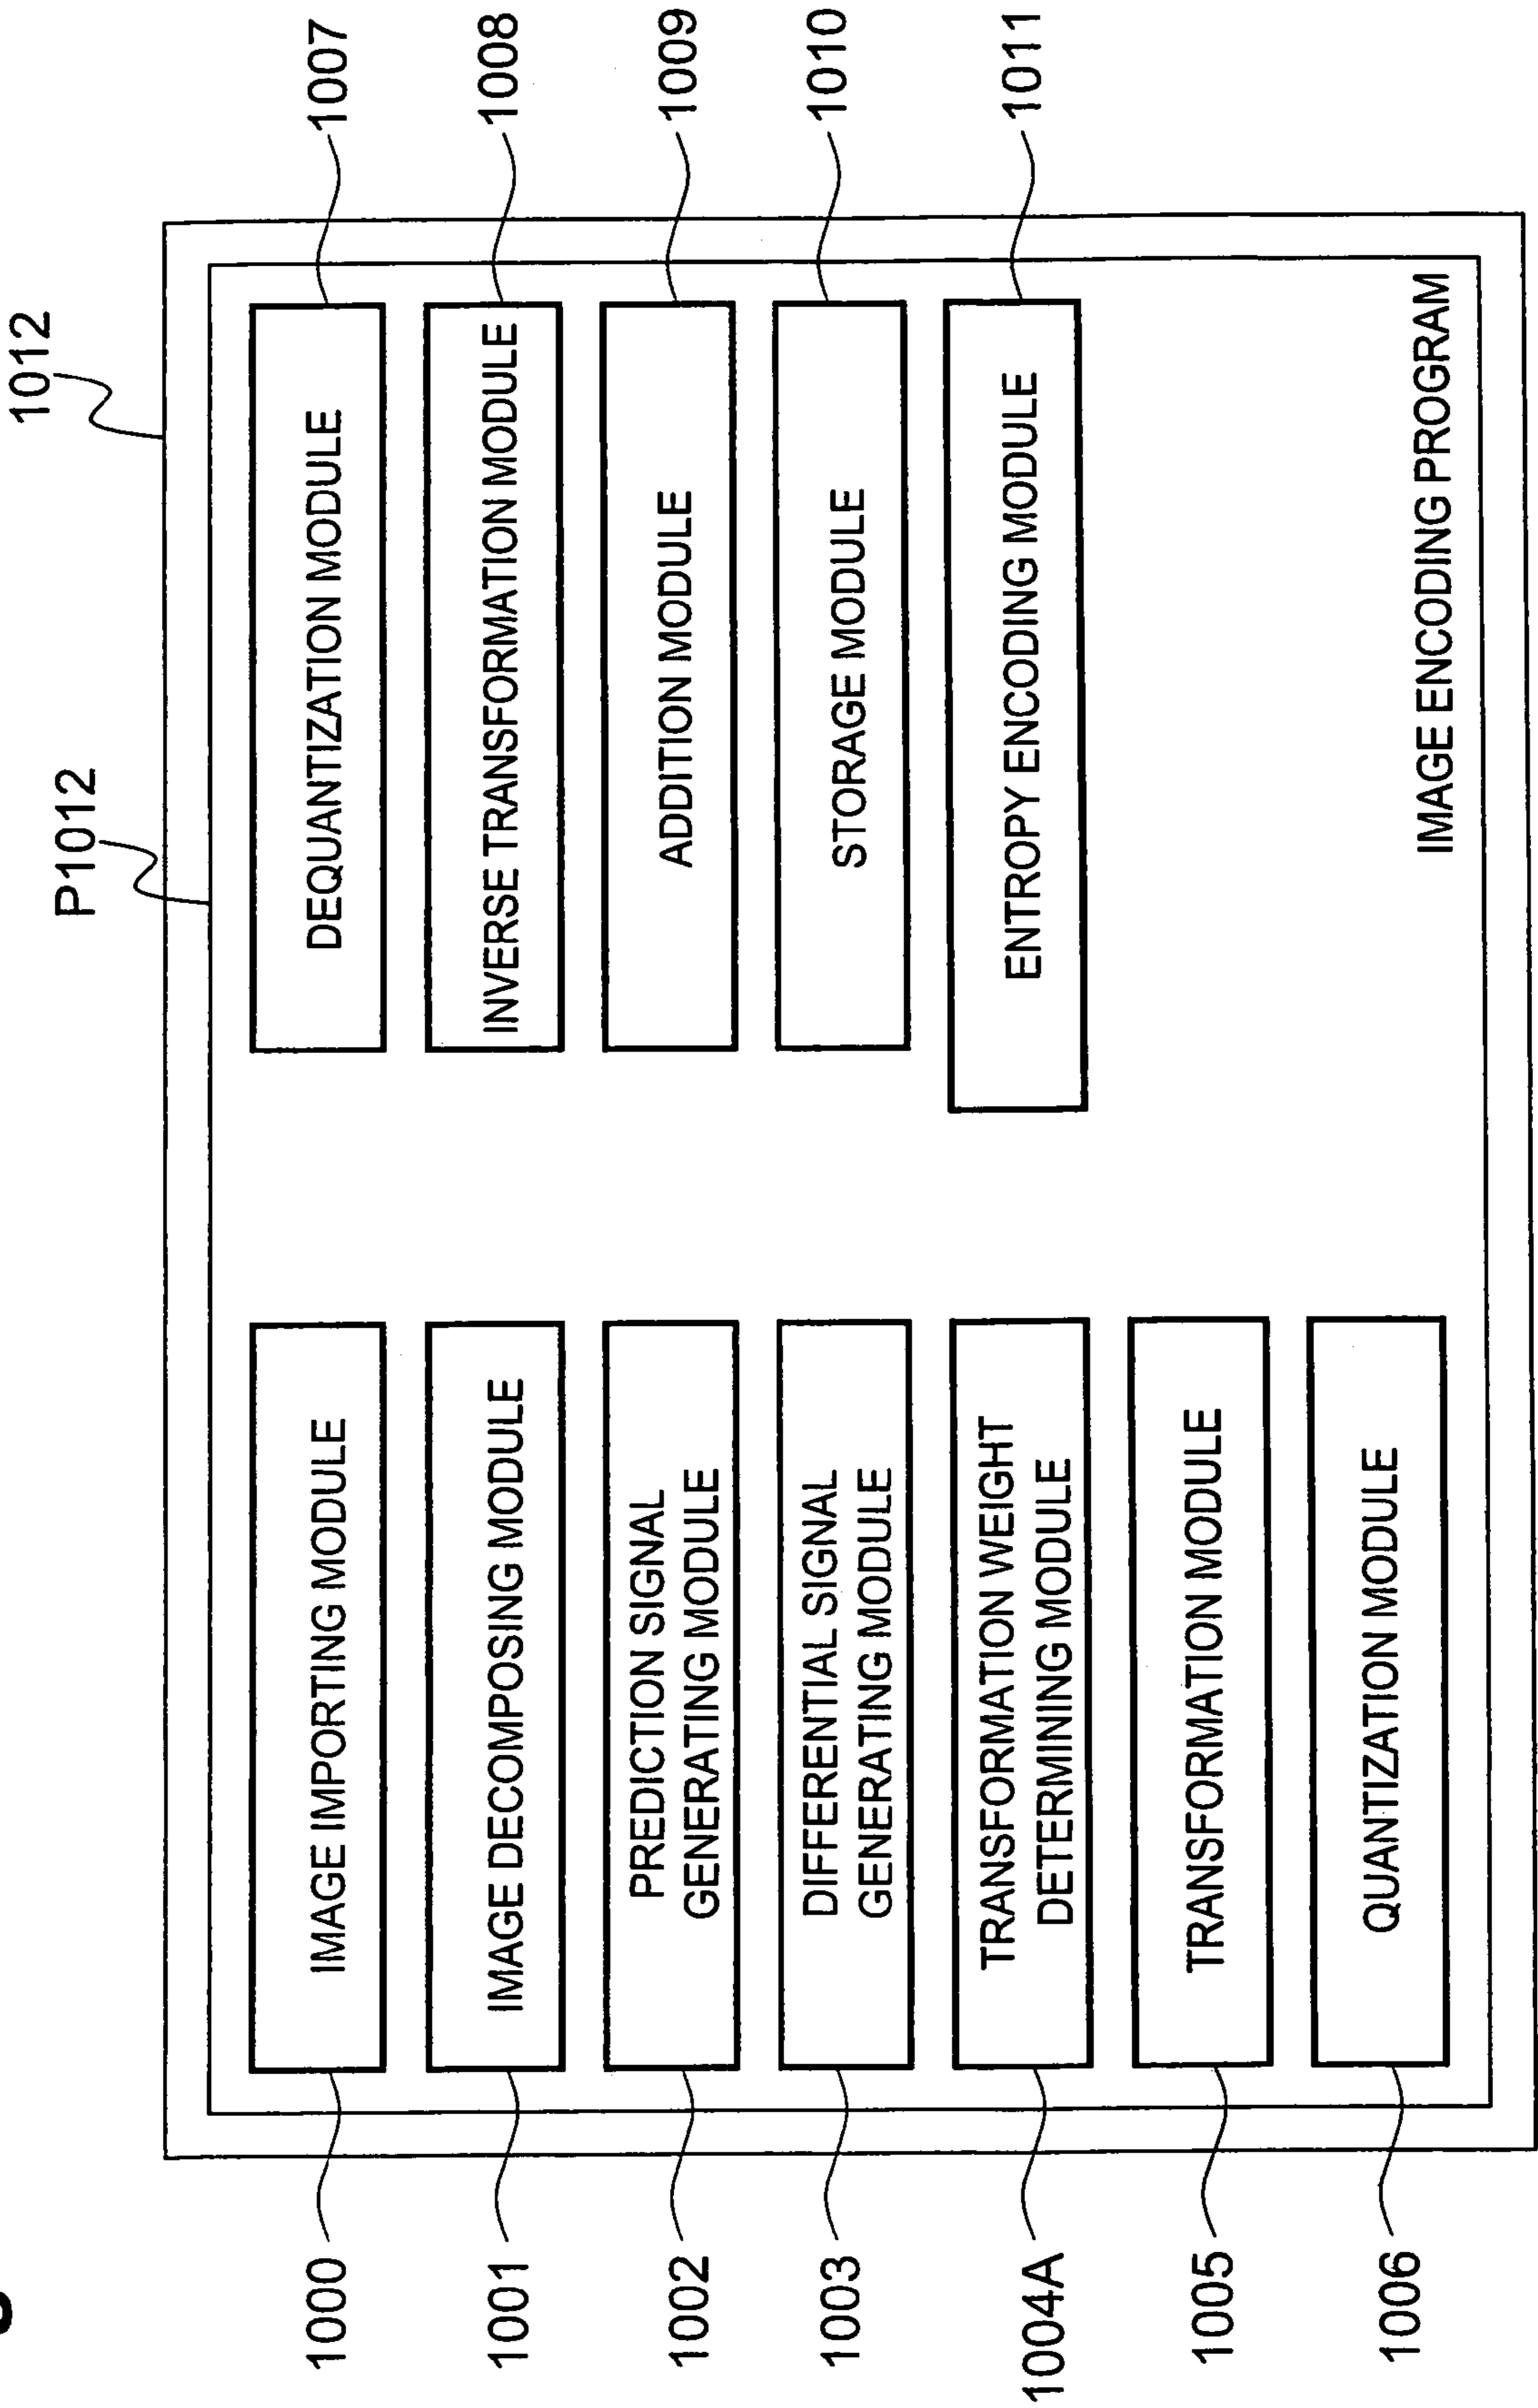 1012
P1012
1000
IMAGE IMPORTING MODULE
1001
IMAGE DECOMPOSING MODULE
1002
PREDICTION SIGNAL
GENERATING MODULE
1003
DIFFERENTIAL SIGNAL
GENERATING MODULE
1004A
TRANSFORMATION WEIGHT
DETERMINING MODULE
1005
TRANSFORMATION MODULE
1006
QUANTIZATION MODULE
DEQUANTIZATION MODULE
1007
INVERSE TRANSFORMATION MODULE
1008
ADDITION MODULE
1009
STORAGE MODULE
1010
ENTROPY ENCODING MODULE
1011
IMAGE ENCODING PROGRAM